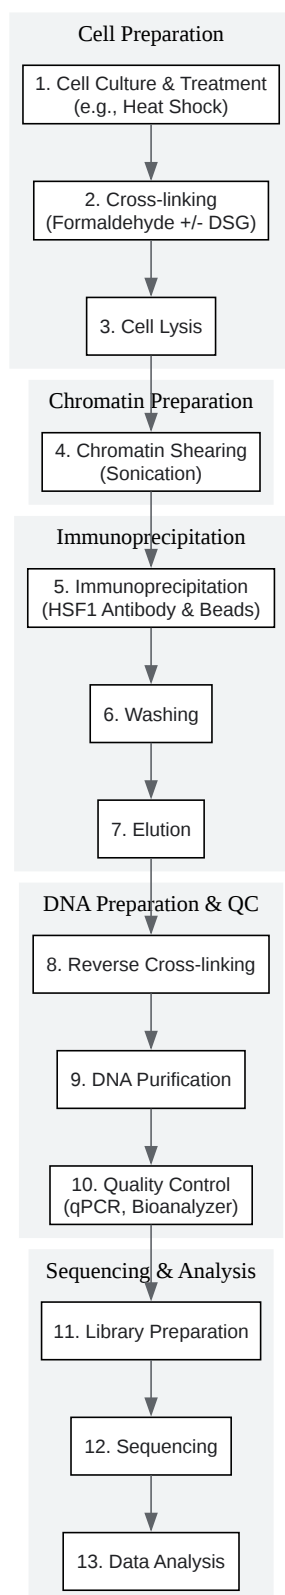 Cell Preparation
1. Cell Culture & Treatment
(e.g., Heat Shock)
2. Cross-linking
(Formaldehyde +/- DSG)
3. Cell Lysis
Chromatin Preparation
4. Chromatin Shearing
(Sonication)
Immunoprecipitation
5. Immunoprecipitation
(HSF1 Antibody & Beads)
6. Washing
7. Elution
DNA Preparation & QC
8. Reverse Cross-linking
9. DNA Purification
10. Quality Control
(qPCR, Bioanalyzer)
Sequencing & Analysis
11. Library Preparation
12. Sequencing
13. Data Analysis